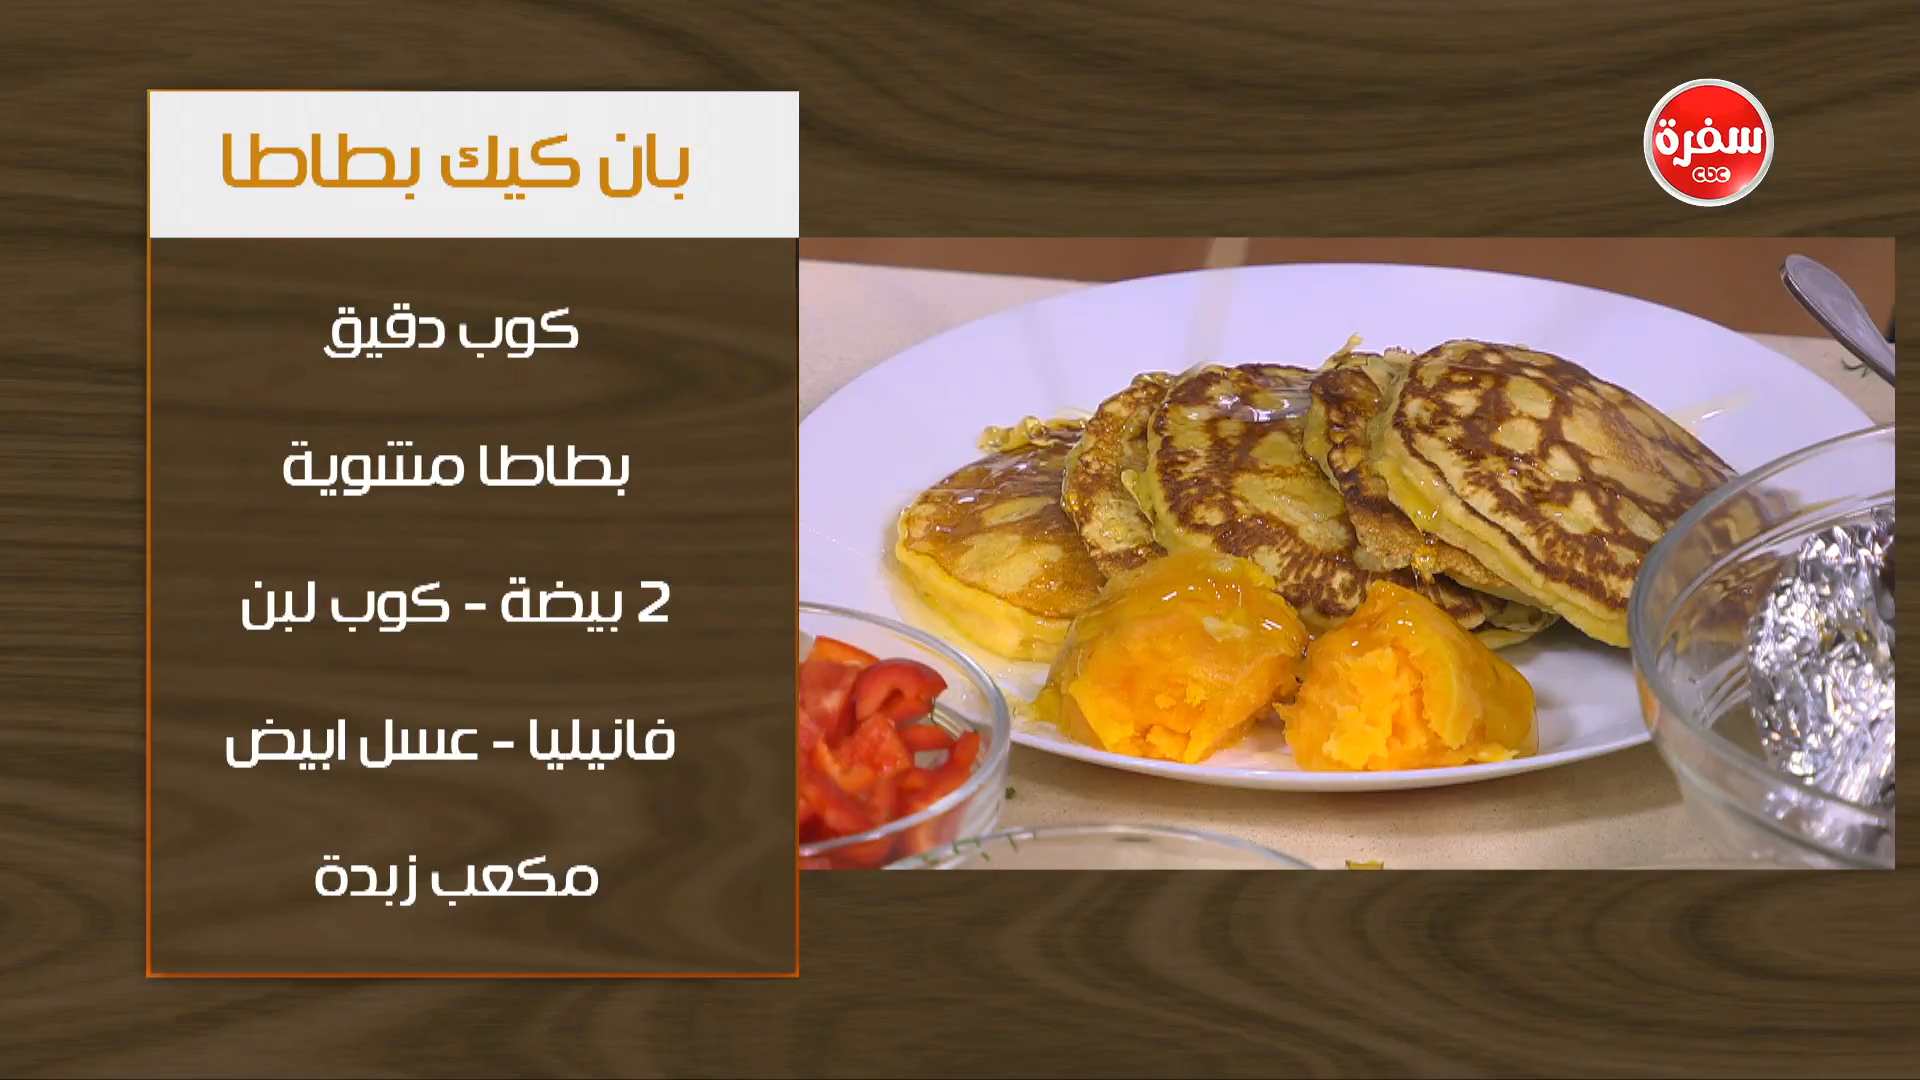 سفرة
cbc
بان كيك بطاطا
كوب دقيق
بطاطا مشوية
2 بيضة - كوب لبن
فانيليا - عسل ابيض
مكعب زبدة